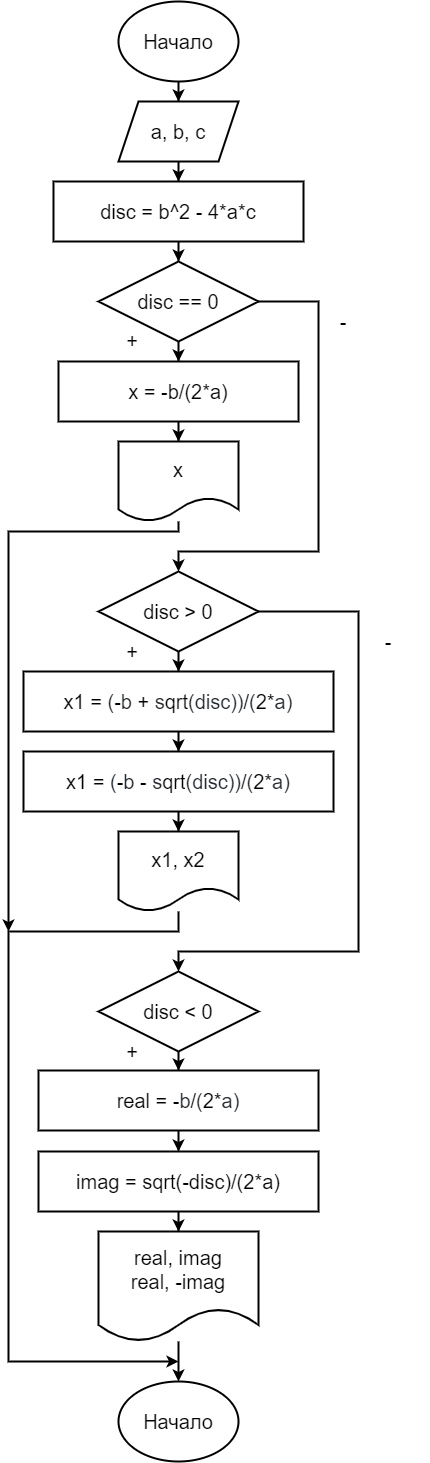 Начало
a, b, c
disc = b^2 - 4*a*c
disc == 0
-
+
x = -b/(2*a)
x
disc > 0
-
+
x1 = (-b + sqrt(disc))/(2*a)
x1 = (-b - sqrt(disc))/(2*a)
x1, x2
disc < 0
+
real = -b/(2*a)
imag = sqrt(-disc)/(2*a)
real, imag
real, -imag
Начало